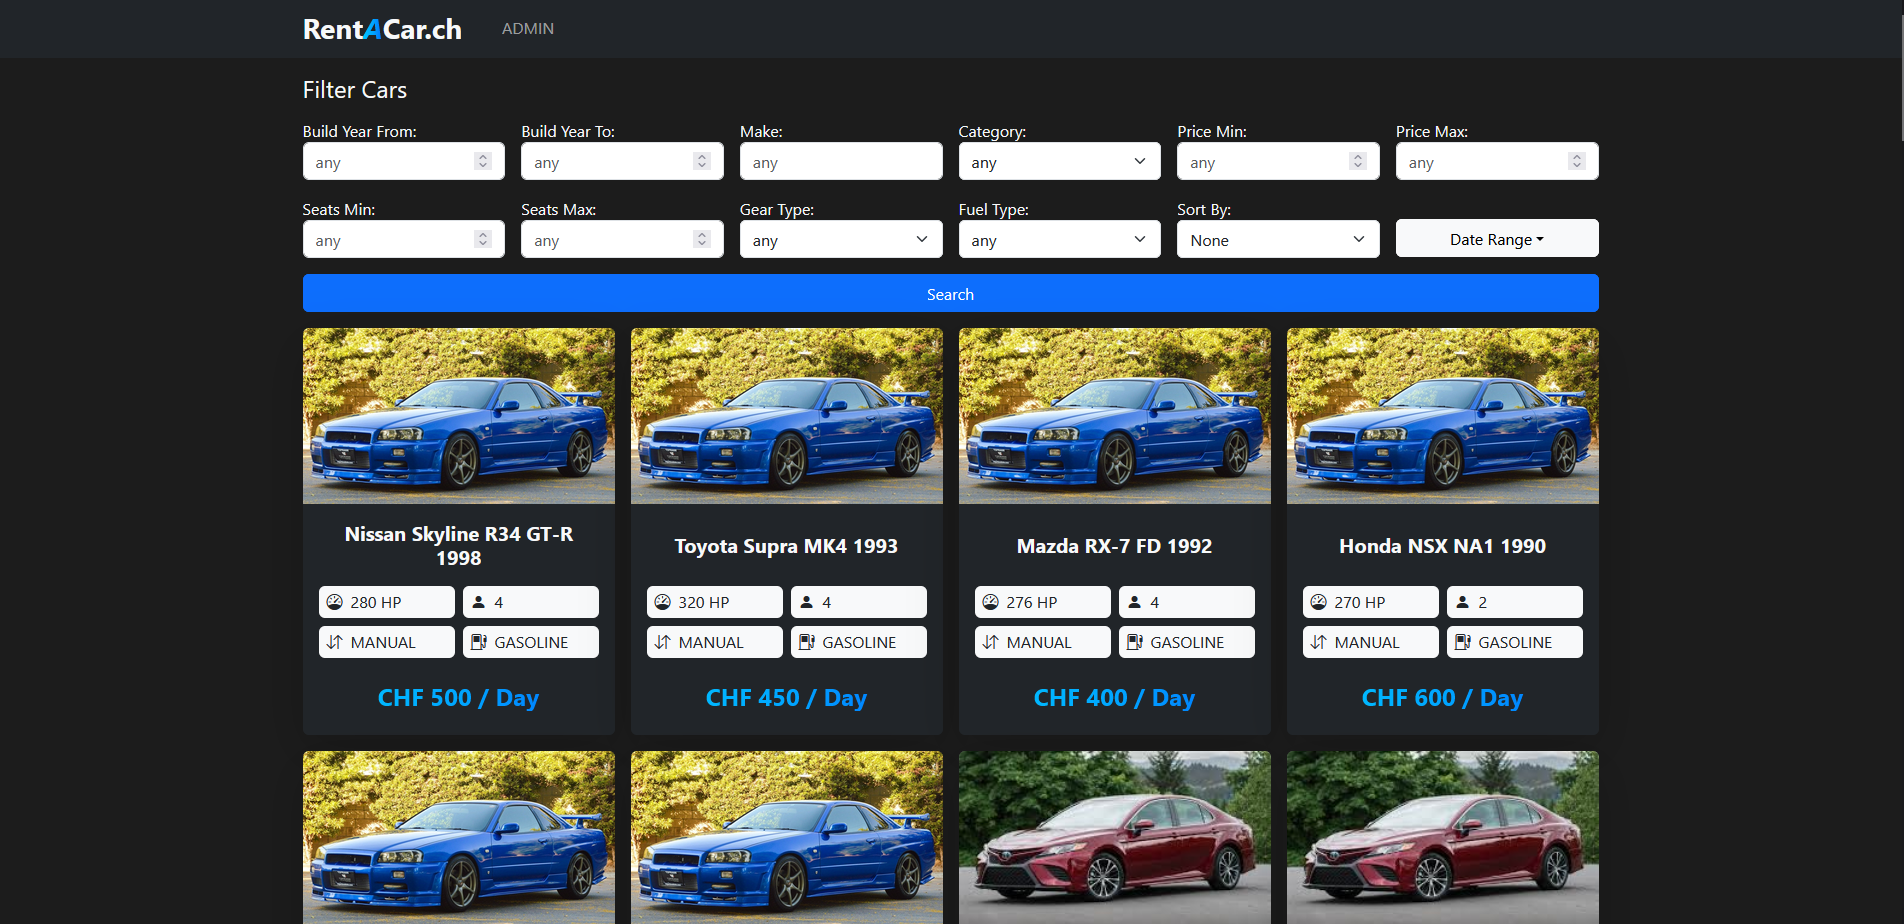 RentACar.ch ADMIN
Filter Cars
Build Year From: Build Year To: Make: Category: Price Min: Price Max:
any any any any any any
Seats Min: Seats Max: Gear Type: Fuel Type: Sort By:
any any any any None Date Range
Search
Nissan Skyline R34 GT-R
1998
Toyota Supra MK4 1993 Mazda RX-7 FD 1992 Honda NSX NA1 1990
280 HP 4 320 HP 4 276 HP 4 270 HP 2
MANUAL GASOLINE MANUAL GASOLINE MANUAL GASOLINE MANUAL GASOLINE
CHF 500 / Day CHF 450 / Day CHF 400 / Day CHF 600 / Day